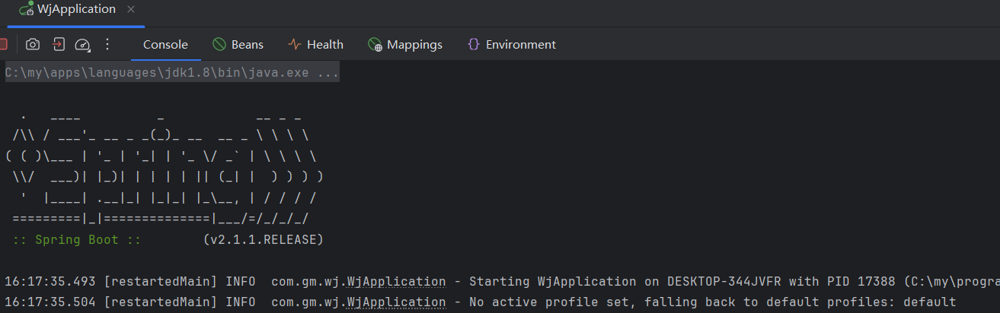 WjApplication
Console Beans Health Mappings Environment
C:\my\apps\languages\jdk1.8\bin\java.exe ...
  .   ____          _            __ _ _
 /\\ / ___'_ __ _ _(_)_ __  __ _ \ \ \ \
( ( )\___ | '_ | '_| | '_ \/ _` | \ \ \ \
 \\/  ___)| |_)| | | | | || (_| |  ) ) ) )
  '  |____| .__|_| |_|_| |_\__, | / / / /
 =========|_|==============|___/=/_/_/_/
 :: Spring Boot ::        (v2.1.1.RELEASE)
16:17:35.493 [restartedMain] INFO  com.gm.wj.WjApplication - Starting WjApplication on DESKTOP-344JVFR with PID 17388 (C:\my\progra
16:17:35.504 [restartedMain] INFO  com.gm.wj.WjApplication - No active profile set, falling back to default profiles: default